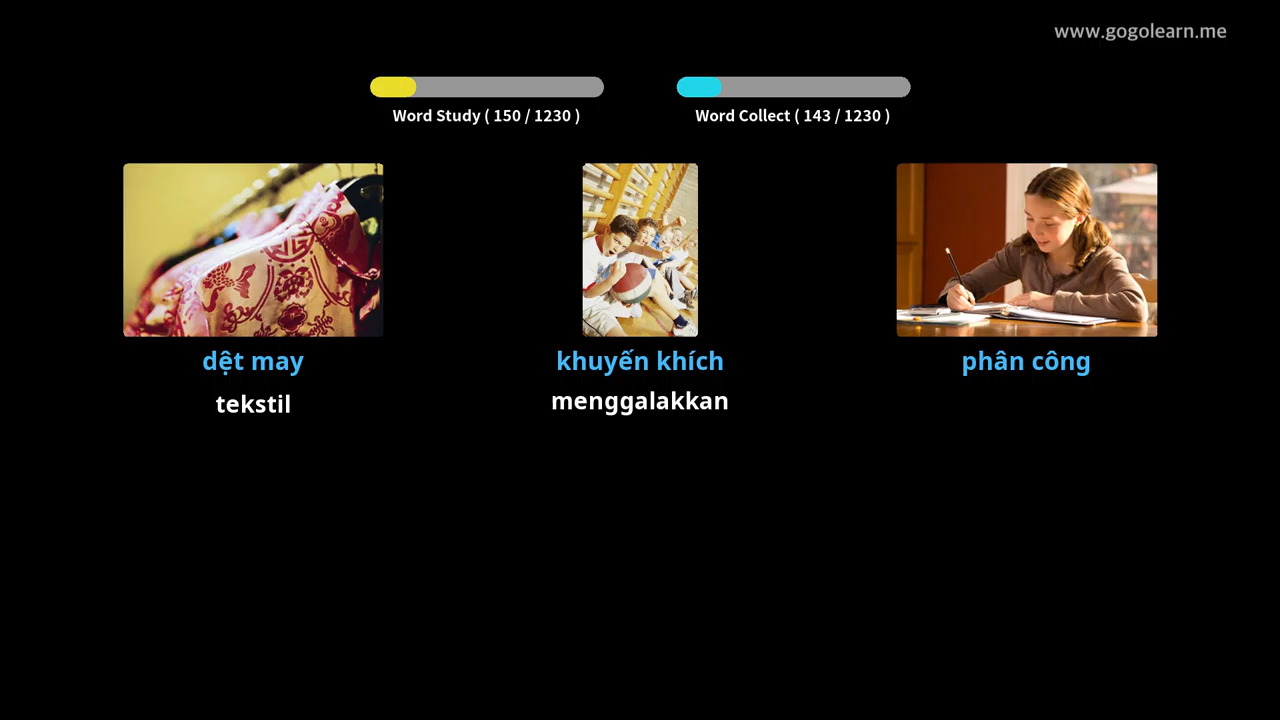 www.gogolearn.me
Word Study ( 150 / 1230 )
Word Collect ( 143 / 1230 )
dệt may
khuyến khích
phân công
tekstil
menggalakkan